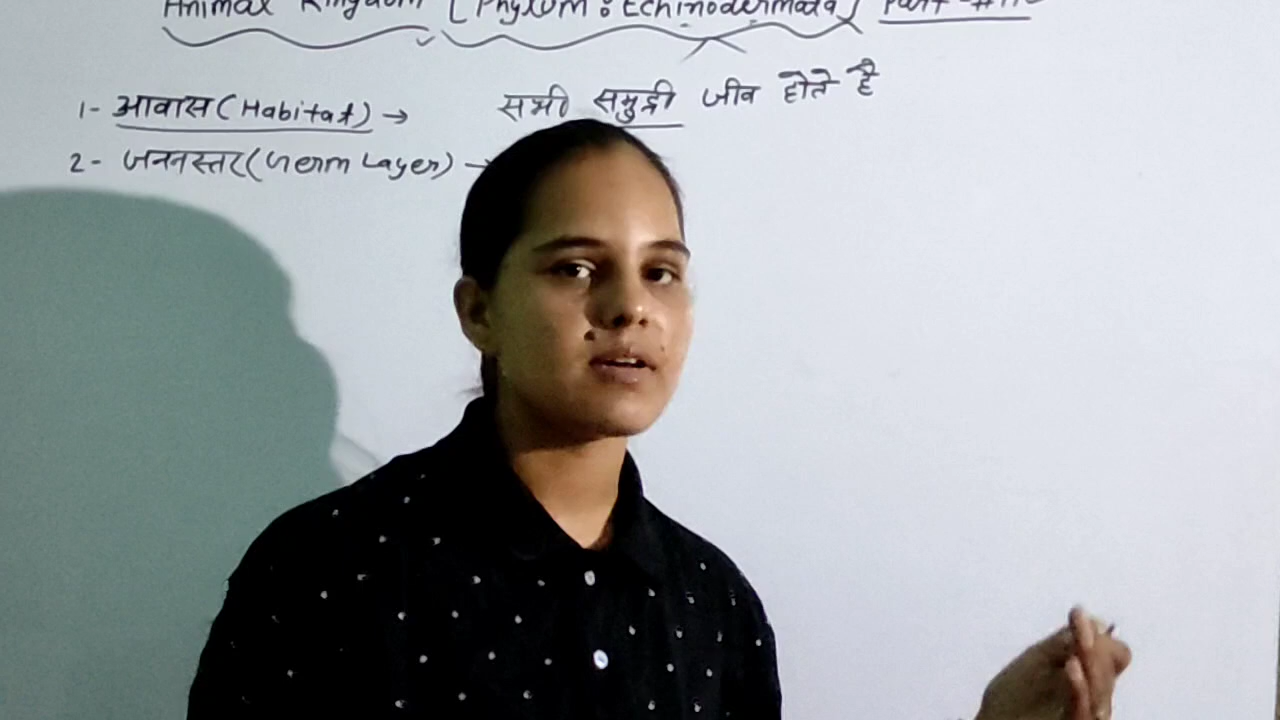 Animal Kingdom [Phylum : Echinodermata] Part -#
1- आवास (Habitat) → सभी समुद्री जीव होते है
2- जननस्तर (Germ Layer) →